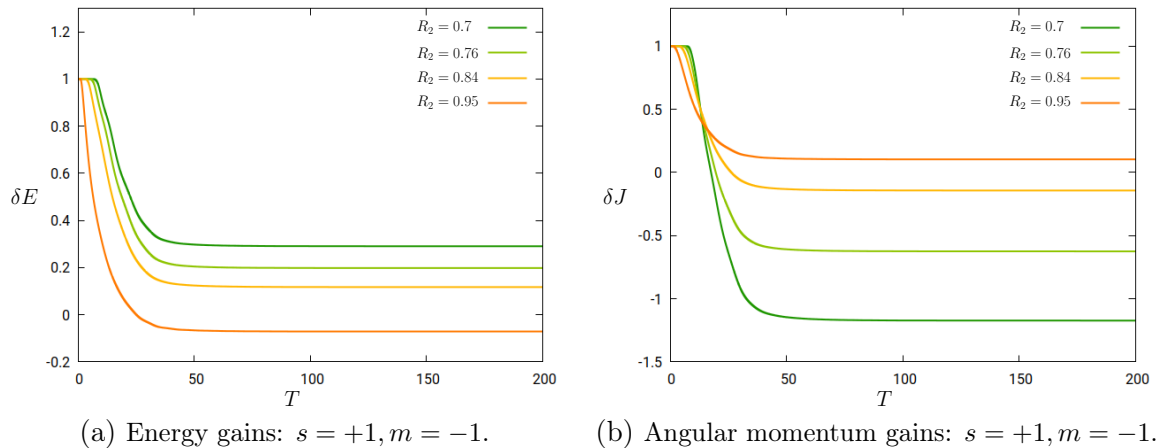 1.2
1
0.8
0.6
0.4
0.2
0
-0.2
δE
0
50
100
150
200
T
R₂ = 0.7
R₂ = 0.76
R₂ = 0.84
R₂ = 0.95
(a) Energy gains: s = +1, m = −1.
1
0.5
0
-0.5
-1
-1.5
δJ
0
50
100
150
200
T
R₂ = 0.7
R₂ = 0.76
R₂ = 0.84
R₂ = 0.95
(b) Angular momentum gains: s = +1, m = −1.